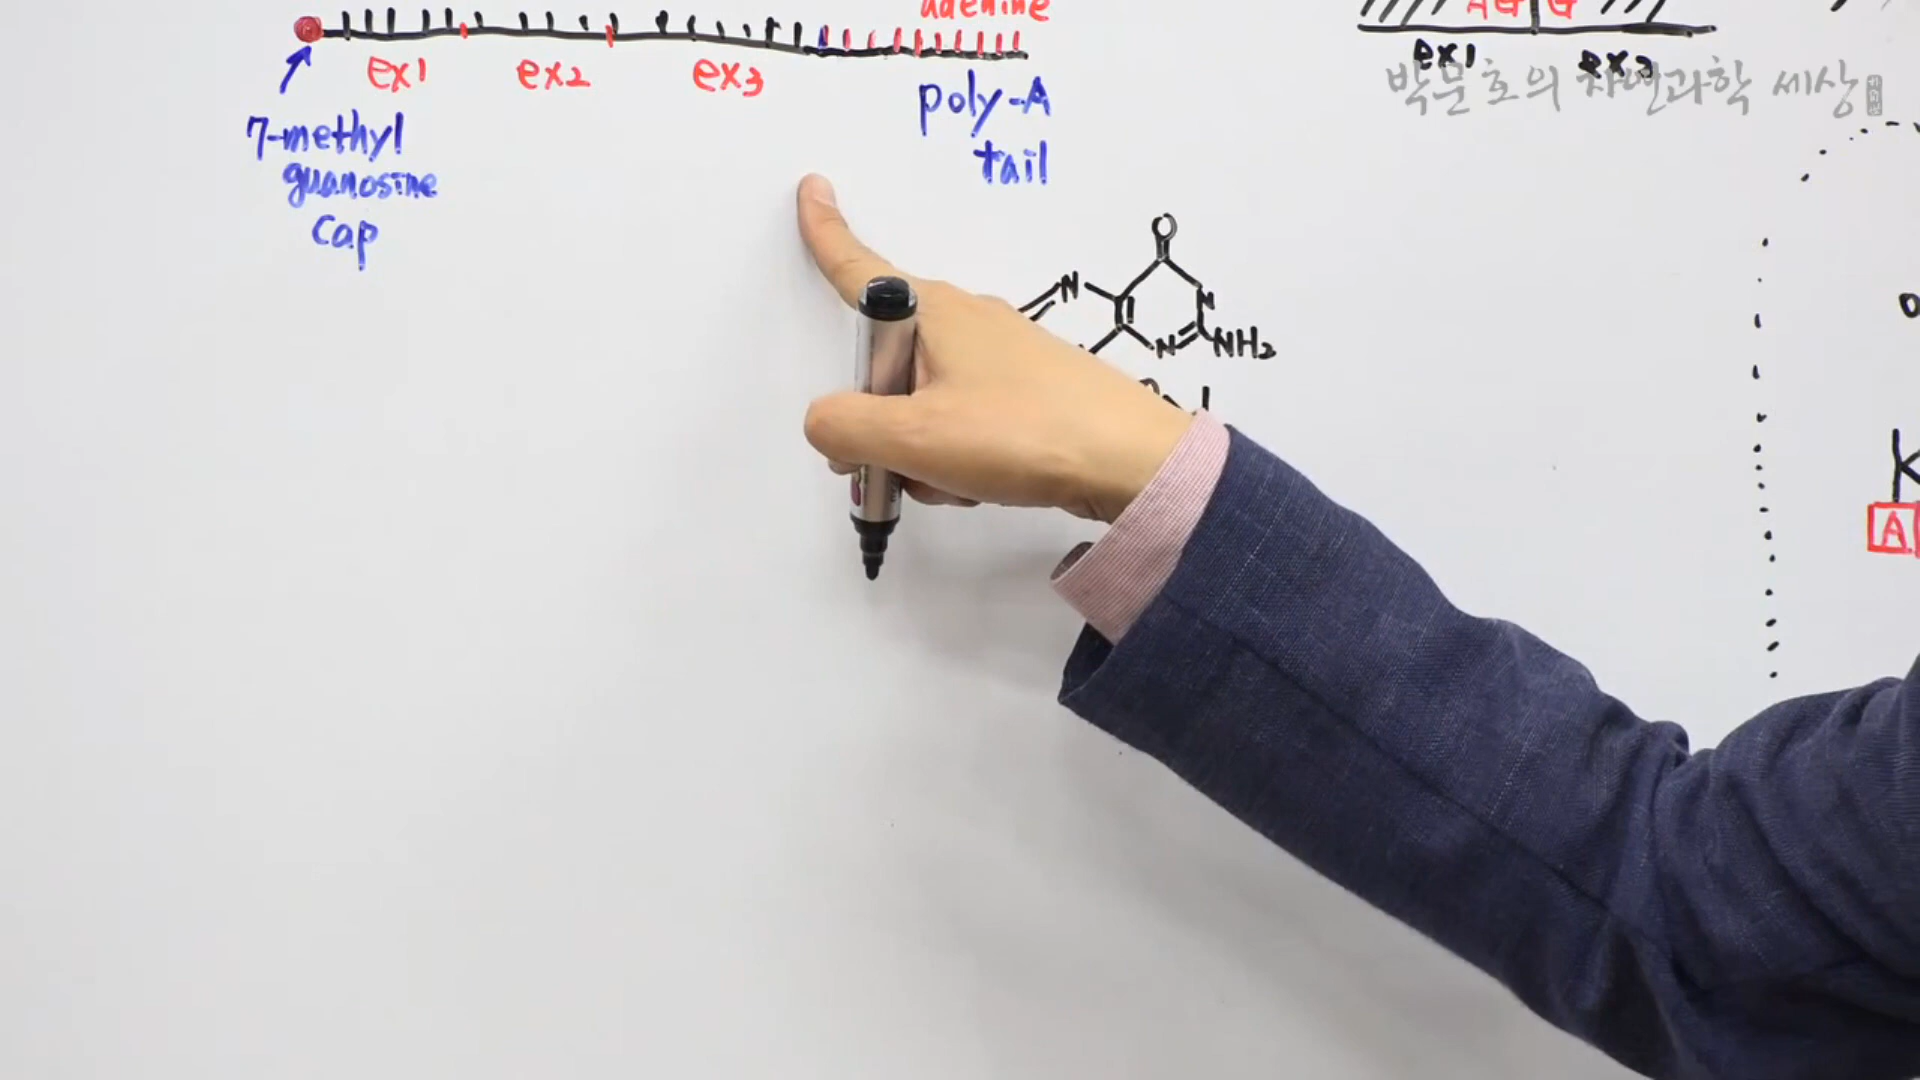 adenine
ex1 ex2 ex3
7-methyl
guanosine
cap
poly-A
tail
AG G
ex1
박문호의 자연과학 세상
O
N
N
N
NH2
K
A